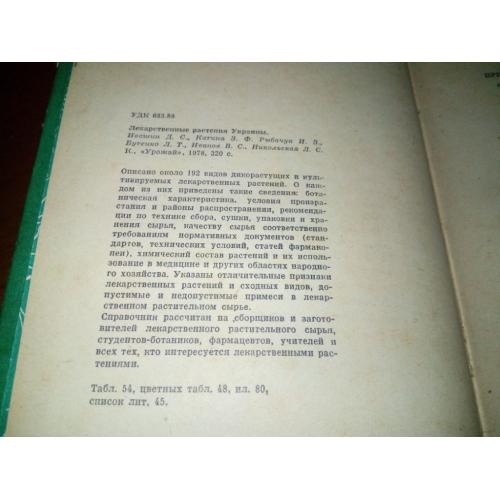 УДК 633.88
Лекарственные растения Украины.
Ивашин Д. С., Катина З. Ф. Рыбачук И. З.,
Бутенко Л. Т., Иванов В. С., Никольская Л. С.
К., «Урожай», 1978, 320 с.
Описано около 192 видов дикорастущих и куль-
тивируемых лекарственных растений. О каж-
дом из них приведены такие сведения: бота-
ническая характеристика, условия произра-
стания и районы распространения, рекоменда-
ции по технике сбора, сушки, упаковки и хра-
нения сырья, качеству сырья соответственно
требованиям нормативных документов (стан-
дартов, технических условий, статей фармако-
пеи), химический состав растений и их исполь-
зование в медицине и других областях народно-
го хозяйства. Указаны отличительные признаки
лекарственных растений и сходных видов, до-
пустимые и недопустимые примеси в лекар-
ственном растительном сырье.
Справочник рассчитан на сборщиков и загото-
вителей лекарственного растительного сырья,
студентов-ботаников, фармацевтов, учителей и
всех тех, кто интересуется лекарственными рас-
тениями.
Табл. 54, цветных табл. 48, ил. 80,
список лит. 45.